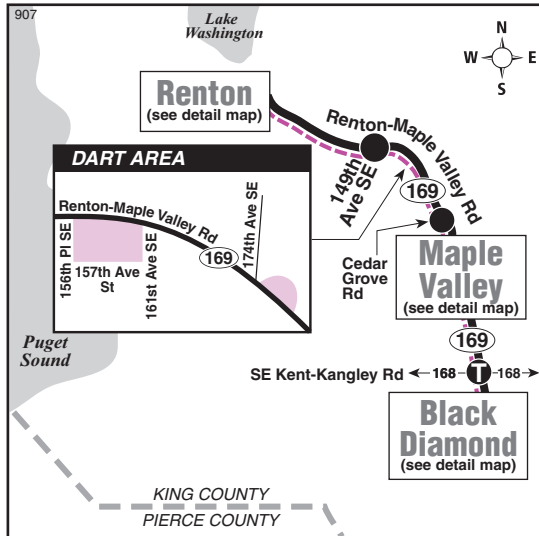 907
Lake
Washington
N
W E
S
Renton
(see detail map)
Renton-Maple Valley Rd
149th
Ave SE
169
DART AREA
Renton-Maple Valley Rd
156th Pl SE
157th Ave
St
161st Ave SE
169
174th Ave SE
Cedar
Grove
Rd
Maple
Valley
(see detail map)
169
Puget
Sound
SE Kent-Kangley Rd
168 T 168
Black
Diamond
(see detail map)
KING COUNTY
PIERCE COUNTY